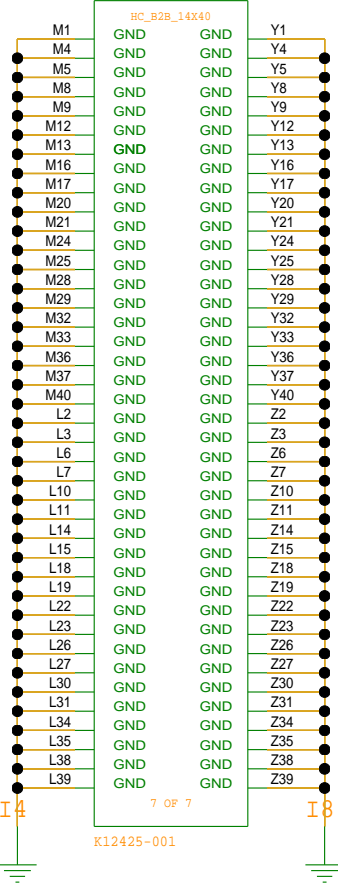 HC_B2B_14X40
M1 GND GND Y1
M4 GND GND Y4
M5 GND GND Y5
M8 GND GND Y8
M9 GND GND Y9
M12 GND GND Y12
M13 GND GND Y13
M16 GND GND Y16
M17 GND GND Y17
M20 GND GND Y20
M21 GND GND Y21
M24 GND GND Y24
M25 GND GND Y25
M28 GND GND Y28
M29 GND GND Y29
M32 GND GND Y32
M33 GND GND Y33
M36 GND GND Y36
M37 GND GND Y37
M40 GND GND Y40
L2 GND GND Z2
L3 GND GND Z3
L6 GND GND Z6
L7 GND GND Z7
L10 GND GND Z10
L11 GND GND Z11
L14 GND GND Z14
L15 GND GND Z15
L18 GND GND Z18
L19 GND GND Z19
L22 GND GND Z22
L23 GND GND Z23
L26 GND GND Z26
L27 GND GND Z27
L30 GND GND Z30
L31 GND GND Z31
L34 GND GND Z34
L35 GND GND Z35
L38 GND GND Z38
L39 GND GND Z39
I4 7 OF 7 I8
K12425-001